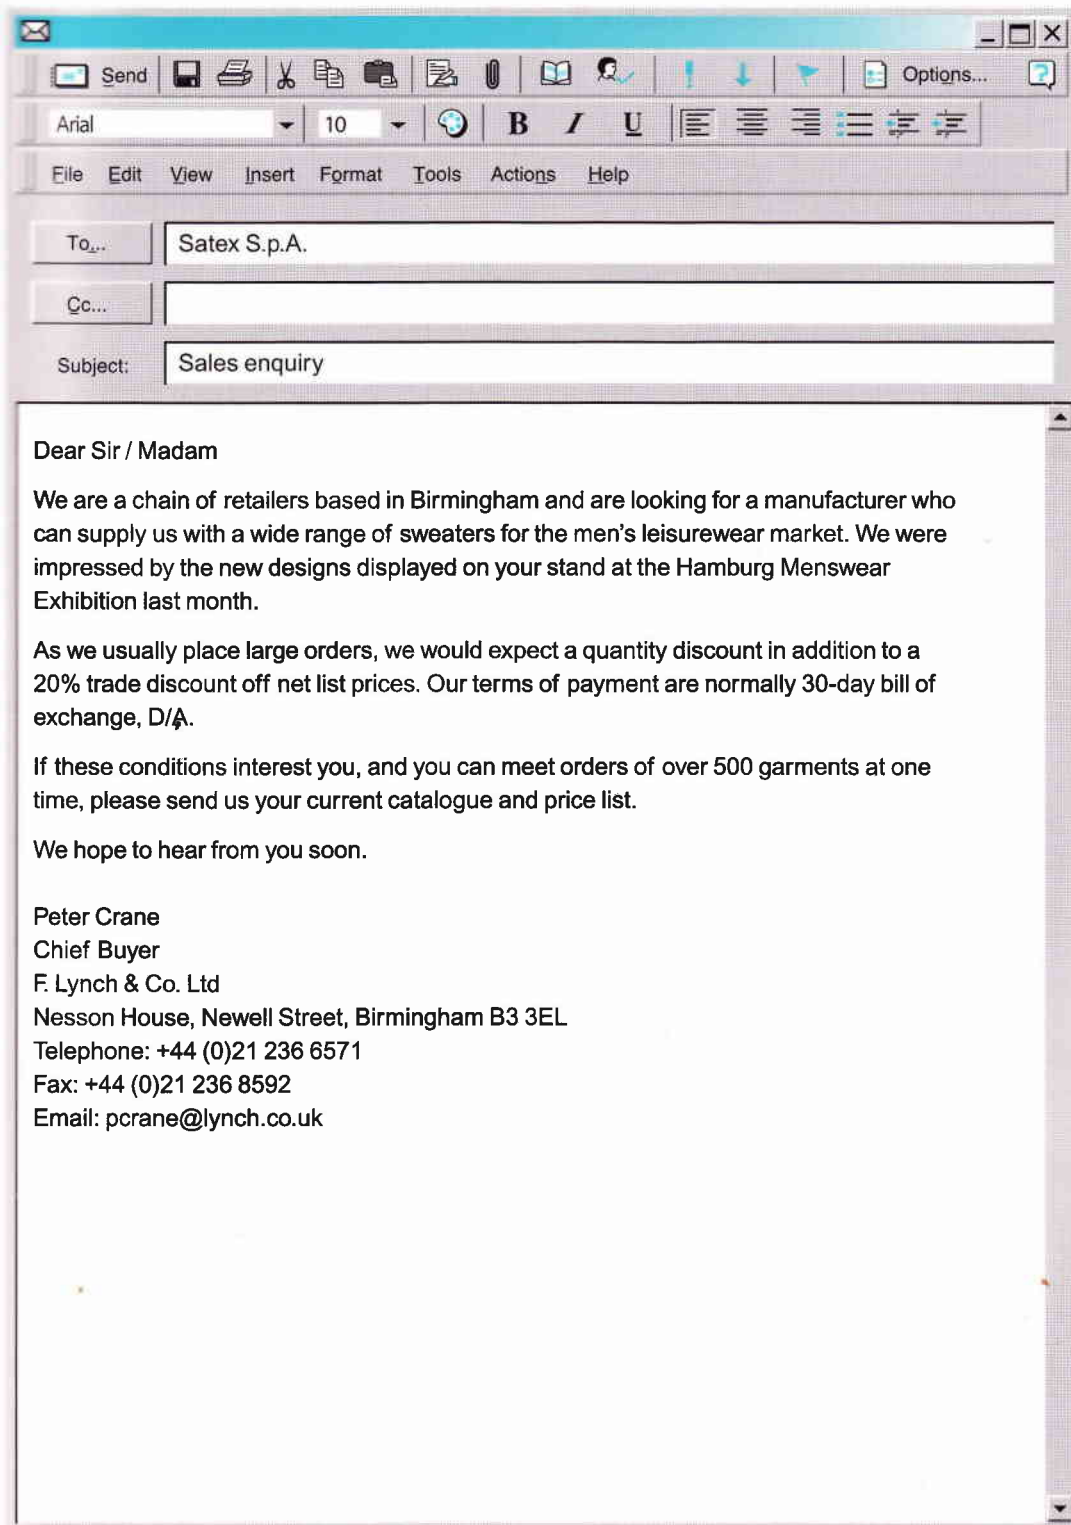 Send Options...
Arial 10 B I U
File Edit View Insert Format Tools Actions Help
To... Satex S.p.A.
Cc...
Subject: Sales enquiry
Dear Sir / Madam
We are a chain of retailers based in Birmingham and are looking for a manufacturer who
can supply us with a wide range of sweaters for the men's leisurewear market. We were
impressed by the new designs displayed on your stand at the Hamburg Menswear
Exhibition last month.
As we usually place large orders, we would expect a quantity discount in addition to a
20% trade discount off net list prices. Our terms of payment are normally 30-day bill of
exchange, D/A.
If these conditions interest you, and you can meet orders of over 500 garments at one
time, please send us your current catalogue and price list.
We hope to hear from you soon.
Peter Crane
Chief Buyer
F. Lynch & Co. Ltd
Nesson House, Newell Street, Birmingham B3 3EL
Telephone: +44 (0)21 236 6571
Fax: +44 (0)21 236 8592
Email: pcrane@lynch.co.uk